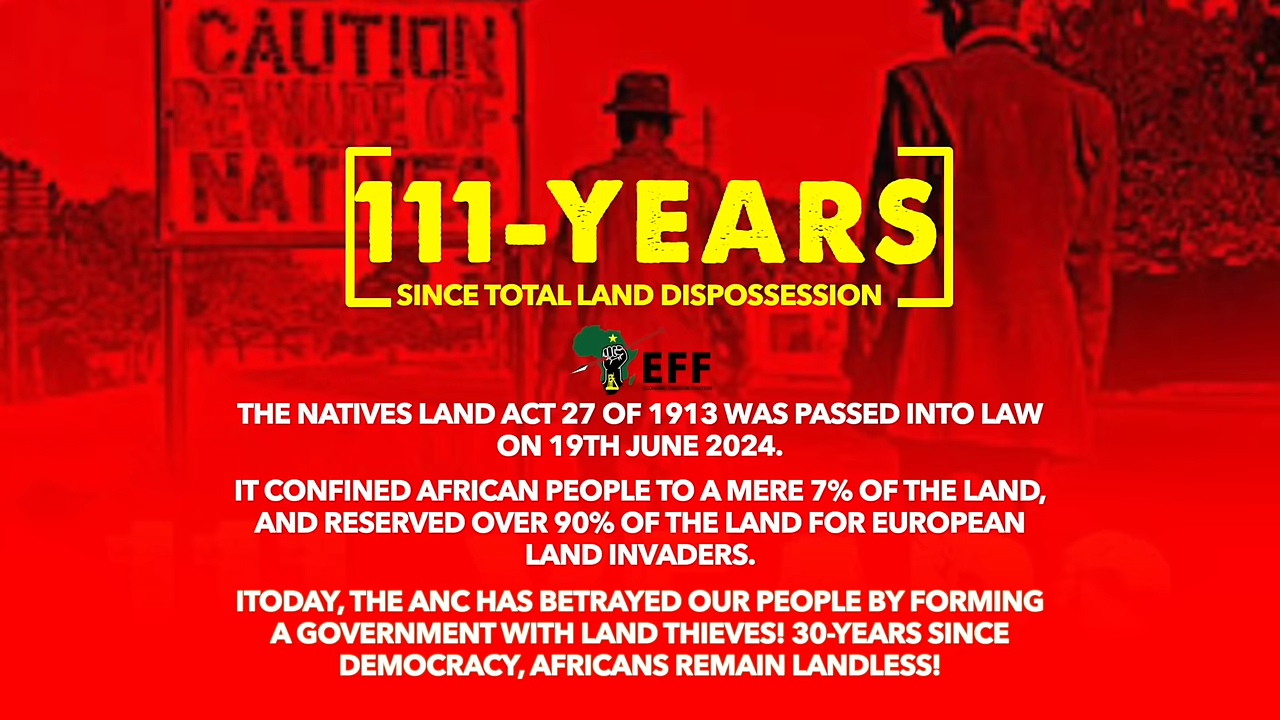 CAUTION
BEWARE OF
NATIVES
111-YEARS
SINCE TOTAL LAND DISPOSSESSION
EFF
THE NATIVES LAND ACT 27 OF 1913 WAS PASSED INTO LAW
ON 19TH JUNE 2024.
IT CONFINED AFRICAN PEOPLE TO A MERE 7% OF THE LAND,
AND RESERVED OVER 90% OF THE LAND FOR EUROPEAN
LAND INVADERS.
ITODAY, THE ANC HAS BETRAYED OUR PEOPLE BY FORMING
A GOVERNMENT WITH LAND THIEVES! 30-YEARS SINCE
DEMOCRACY, AFRICANS REMAIN LANDLESS!